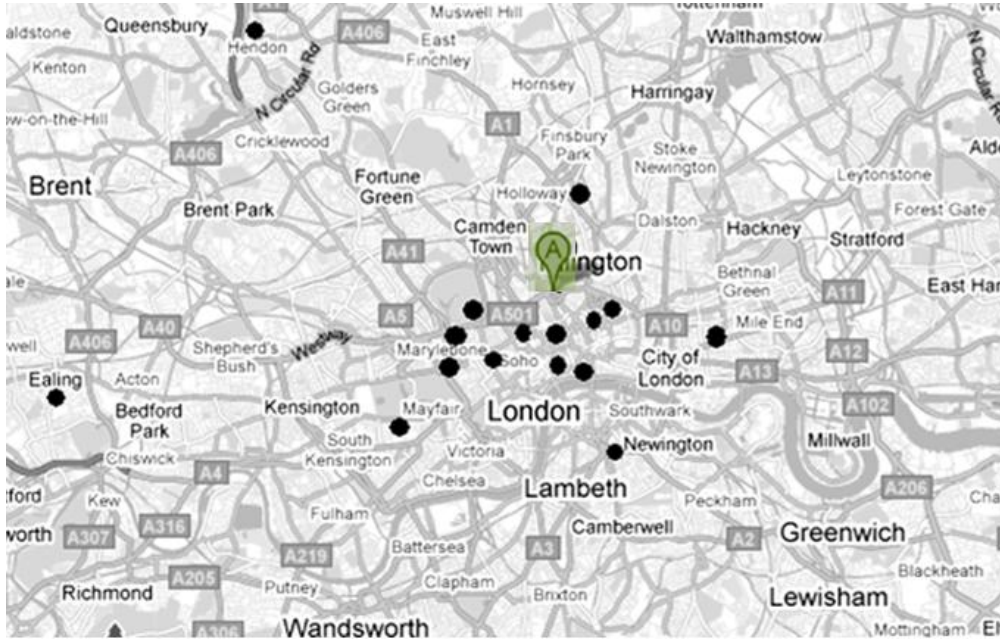 Muswell Hill
Tottenham
Queensbury
A406
Walthamstow
Hendon
East
Finchley
N Circular Rd
Kenton
Golders
Green
Hornsey
Harringay
N Circular
A1
Finsbury
Park
Cricklewood
A406
Stoke
Newington
Leytonstone
Brent
Fortune
Green
Holloway
Brent Park
Camden
Town
Dalston
Hackney
Forest Gate
Stratford
A41
A
Bethnal
Green
A11
East Har
A5
A501
A10
Mile End
A40
A406
Shepherd's
Bush
Westway
Marylebone
Soho
City of
London
A12
A13
Ealing
Acton
Bedford
Park
Kensington
Mayfair
London
Southwark
A102
Chiswick
South
Kensington
Victoria
Newington
Millwall
A4
Chelsea
Lambeth
Peckham
A206
Kew
Fulham
A316
A307
A219
Battersea
A3
Camberwell
A2
Greenwich
Richmond
A205
Putney
Clapham
Brixton
Blackheath
Lewisham
Wandsworth
Mottingham